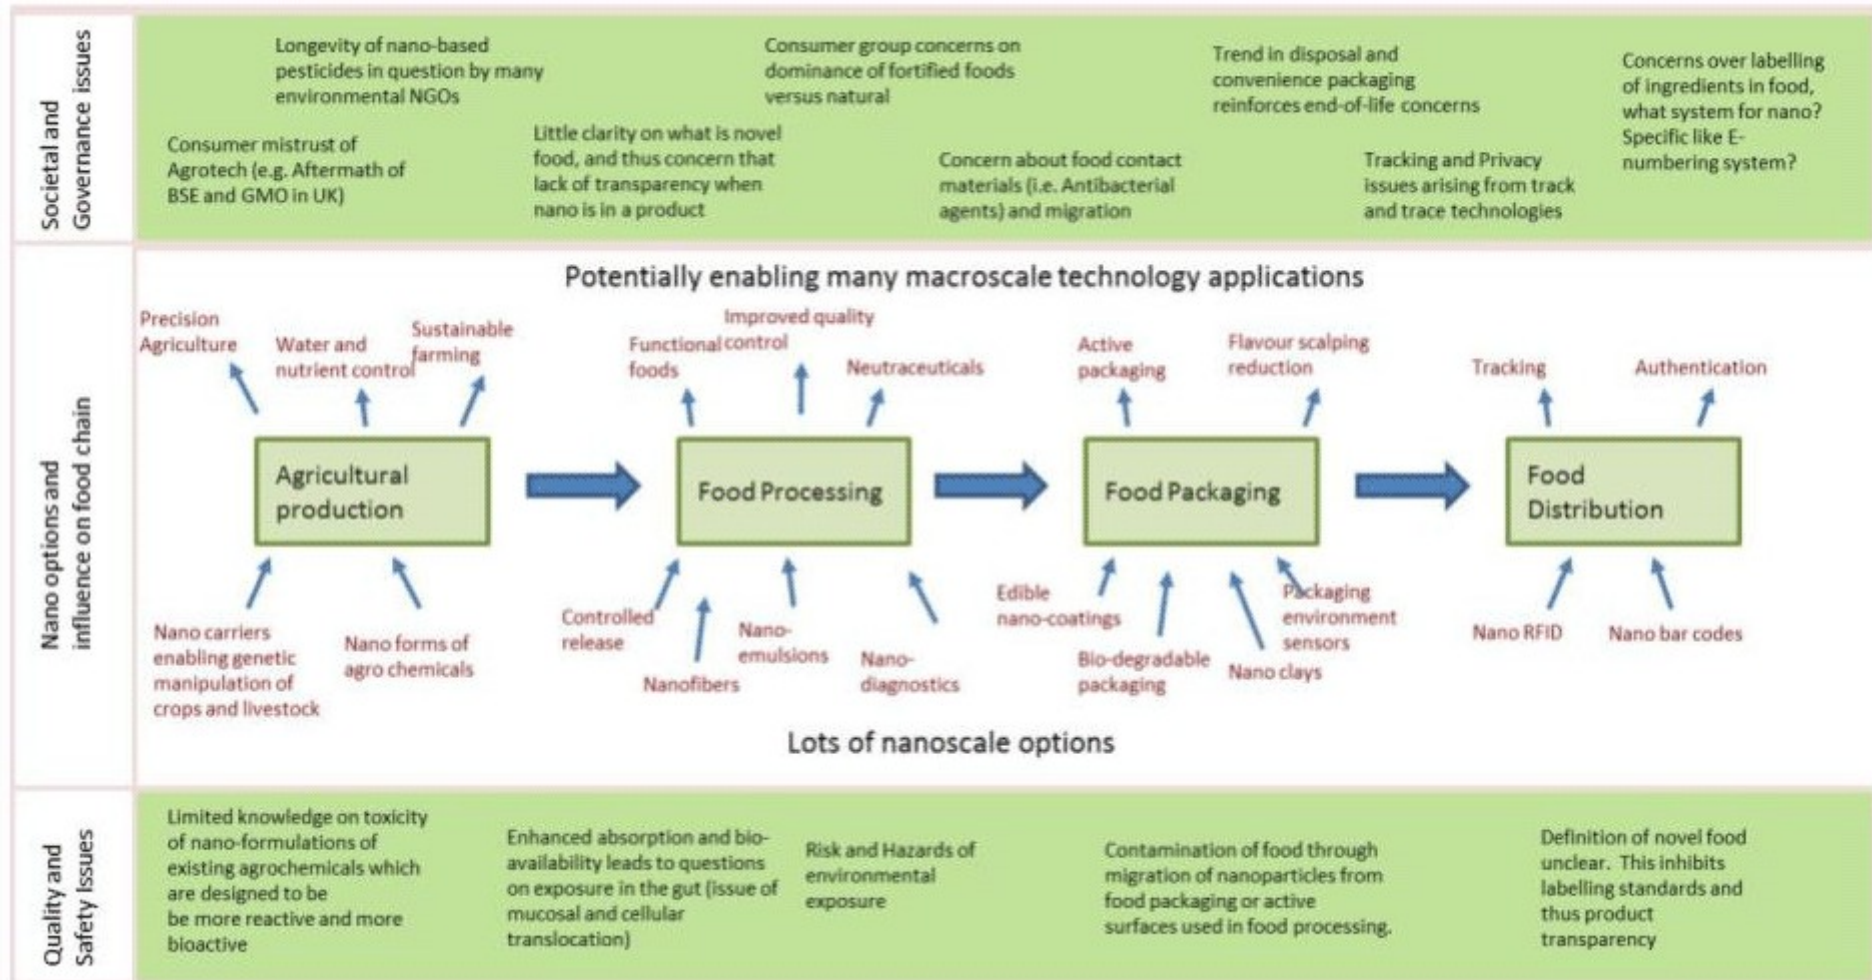 Societal and
Governance issues
Longevity of nano-based
pesticides in question by many
environmental NGOs
Consumer group concerns on
dominance of fortified foods
versus natural
Trend in disposal and
convenience packaging
reinforces end-of-life concerns
Concerns over labelling
of ingredients in food,
what system for nano?
Specific like E-
numbering system?
Consumer mistrust of
Agrotech (e.g. Aftermath of
BSE and GMO in UK)
Little clarity on what is novel
food, and thus concern that
lack of transparency when
nano is in a product
Concern about food contact
materials (i.e. Antibacterial
agents) and migration
Tracking and Privacy
issues arising from track
and trace technologies
Nano options and
influence on food chain
Potentially enabling many macroscale technology applications
Precision
Agriculture
Water and
nutrient control
Sustainable
farming
Functional
foods
Improved quality
control
Neutraceuticals
Active
packaging
Flavour scalping
reduction
Tracking
Authentication
Agricultural
production
Food Processing
Food Packaging
Food
Distribution
Nano carriers
enabling genetic
manipulation of
crops and livestock
Nano forms of
agro chemicals
Controlled
release
Nanofibers
Nano-
emulsions
Nano-
diagnostics
Edible
nano-coatings
Bio-degradable
packaging
Nano clays
Packaging
environment
sensors
Nano RFID
Nano bar codes
Lots of nanoscale options
Quality and
Safety Issues
Limited knowledge on toxicity
of nano-formulations of
existing agrochemicals which
are designed to be
be more reactive and more
bioactive
Enhanced absorption and bio-
availability leads to questions
on exposure in the gut (issue of
mucosal and cellular
translocation)
Risk and Hazards of
environmental
exposure
Contamination of food through
migration of nanoparticles from
food packaging or active
surfaces used in food processing.
Definition of novel food
unclear. This inhibits
labelling standards and
thus product
transparency